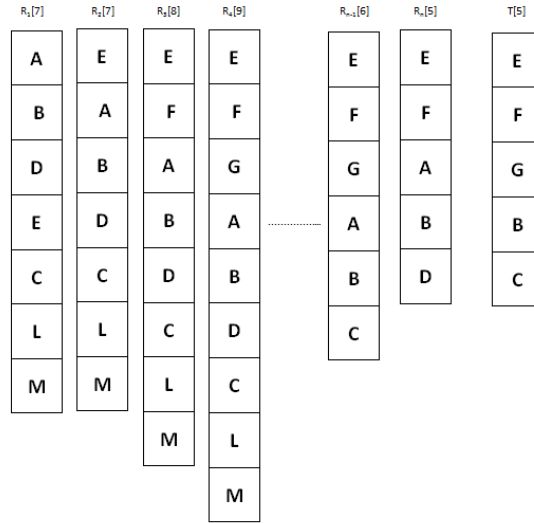 R₁[7] R₂[7] R₃[8] R₄[9] Rₙ₋₁[6] Rₙ[5] T[5]
A E E E E E E
B A F F F F F
D B A G G A G
E D B A ................... A B B
C C D B B D C
L L C D C
M M L C
M L
M